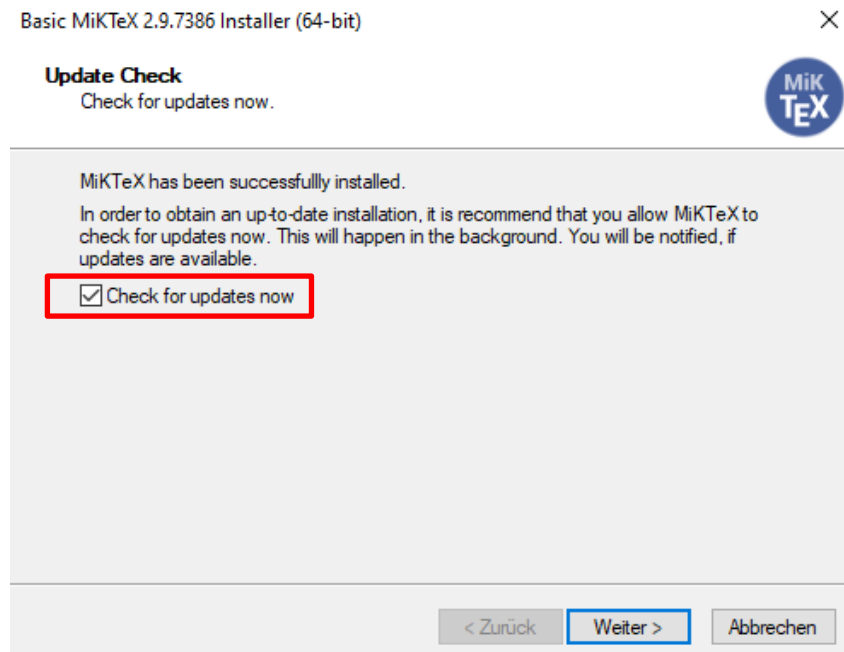 Basic MiKTeX 2.9.7386 Installer (64-bit)
Update Check
Check for updates now.
MiK
TEX
MiKTeX has been successfullly installed.
In order to obtain an up-to-date installation, it is recommend that you allow MiKTeX to
check for updates now. This will happen in the background. You will be notified, if
updates are available.
Check for updates now
< Zurück
Weiter >
Abbrechen